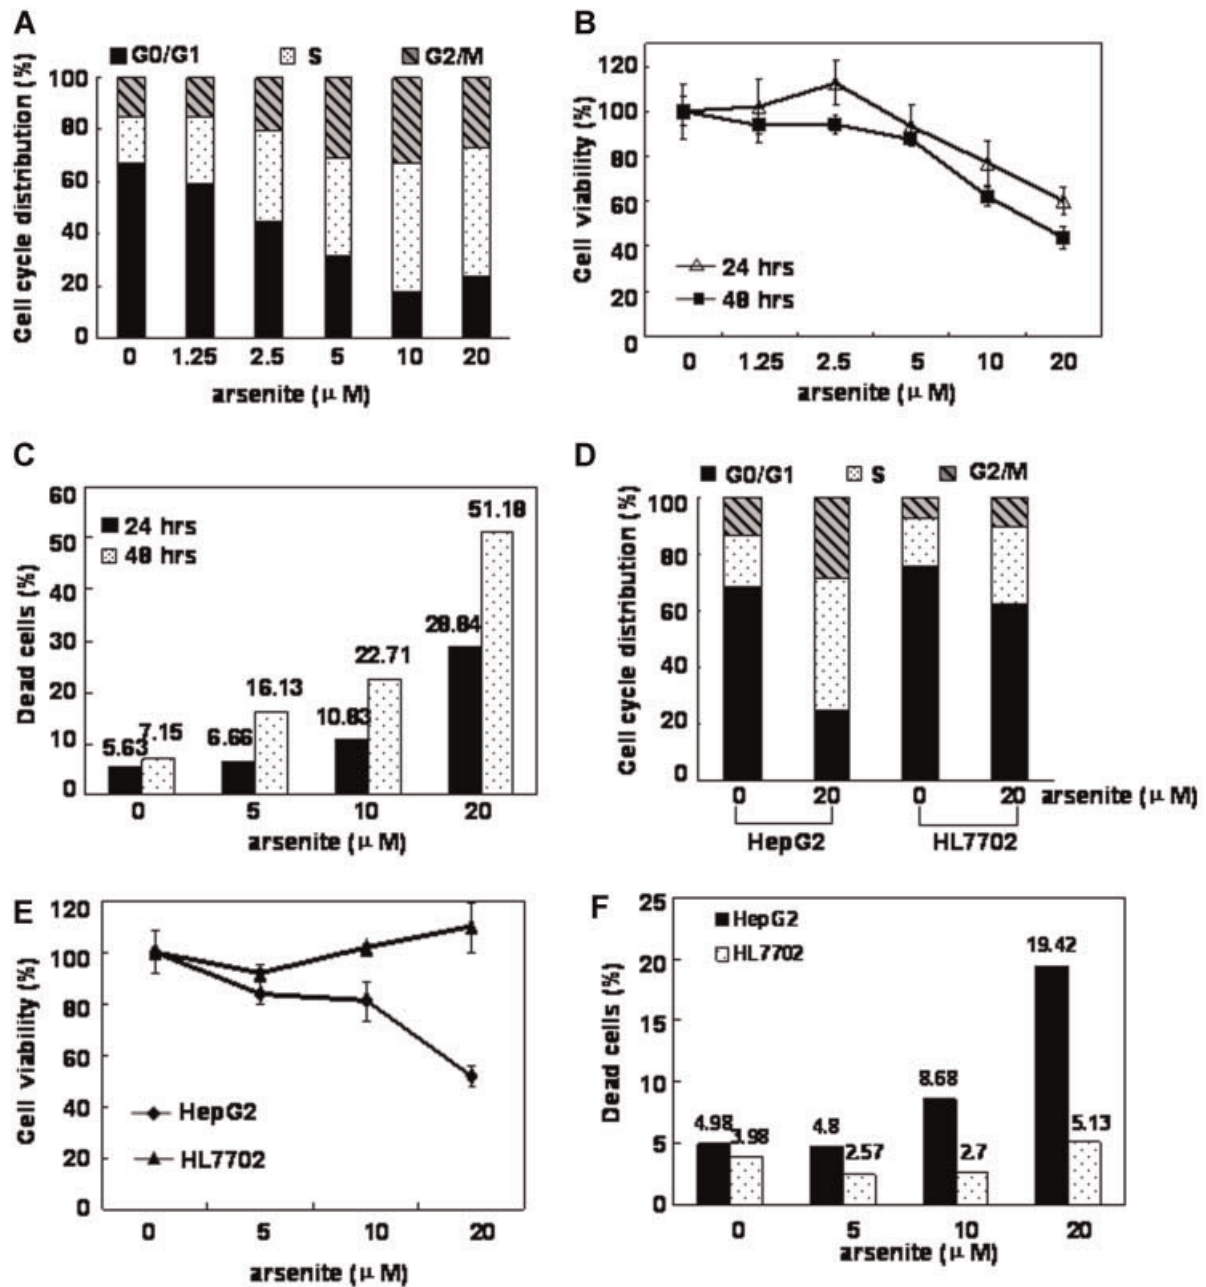 A
G0/G1 S G2/M
Cell cycle distribution (%)
100
80
60
40
20
0
0 1.25 2.5 5 10 20
arsenite (μ M)
B
Cell viability (%)
120
100
80
60
40
20
0
24 hrs
48 hrs
0 1.25 2.5 5 10 20
arsenite (μ M)
C
Dead cells (%)
60
50
40
30
20
10
0
24 hrs
48 hrs
5.63 7.15 6.66 16.13 10.83 22.71 28.84 51.18
0 5 10 20
arsenite (μ M)
D
G0/G1 S G2/M
Cell cycle distribution (%)
100
80
60
40
20
0
0 20 0 20 arsenite (μ M)
HepG2 HL7702
E
Cell viability (%)
120
100
80
60
40
20
0
HepG2
HL7702
0 5 10 20
arsenite (μ M)
F
Dead cells (%)
25
20
15
10
5
0
HepG2
HL7702
4.98 3.98 4.8 2.57 8.68 2.7 19.42 5.13
0 5 10 20
arsenite (μ M)